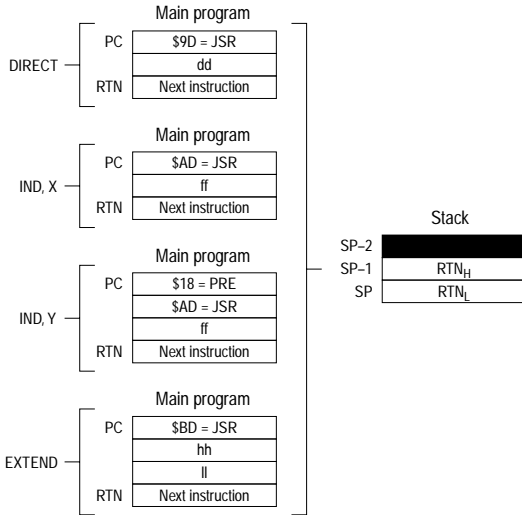 Main program
PC $9D = JSR
DIRECT
dd
RTN Next instruction
Main program
PC $AD = JSR
IND, X
ff
RTN Next instruction
Main program
PC $18 = PRE
$AD = JSR
IND, Y
ff
RTN Next instruction
Main program
PC $BD = JSR
hh
EXTEND
ll
RTN Next instruction
Stack
SP–2
SP–1 RTNH
SP RTNL